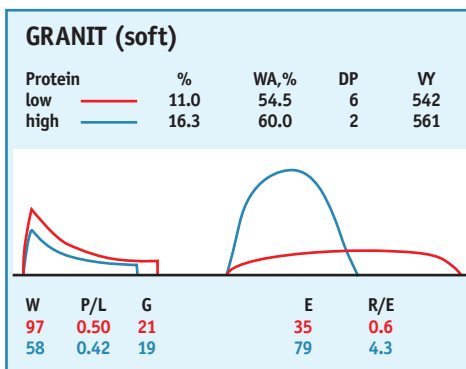 GRANIT (soft)
Protein % WA,% DP VY
low 11.0 54.5 6 542
high 16.3 60.0 2 561
W P/L G E R/E
97 0.50 21 35 0.6
58 0.42 19 79 4.3